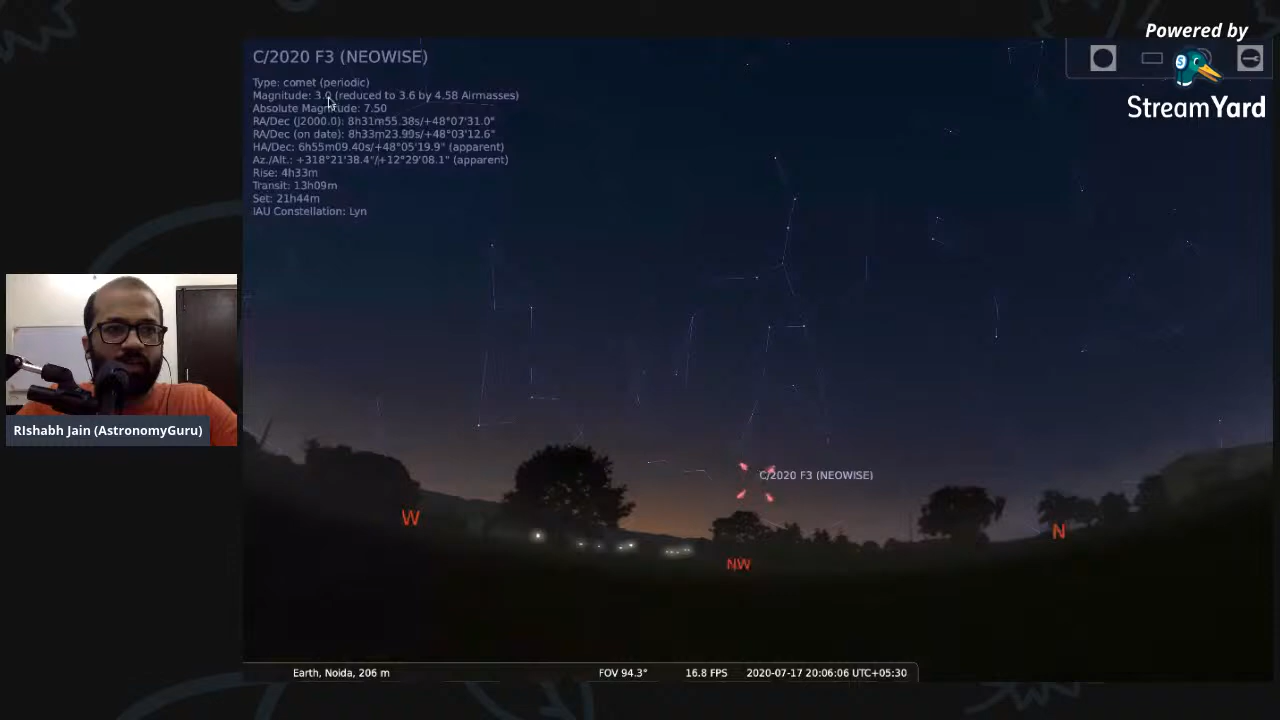 Powered by
StreamYard
C/2020 F3 (NEOWISE)
Type: comet (periodic)
Magnitude: 3.0 (reduced to 3.6 by 4.58 Airmasses)
Absolute Magnitude: 7.50
RA/Dec (J2000.0): 8h31m55.38s/+48°07'31.0"
RA/Dec (on date): 8h33m23.99s/+48°03'12.6"
HA/Dec: 6h55m09.40s/+48°05'19.9" (apparent)
Az./Alt.: +318°21'38.4"/+12°29'08.1" (apparent)
Rise: 4h33m
Transit: 13h09m
Set: 21h44m
IAU Constellation: Lyn
RIshabh Jain (AstronomyGuru)
C/2020 F3 (NEOWISE)
W
NW
N
Earth, Noida, 206 m
FOV 94.3°
16.8 FPS
2020-07-17 20:06:06 UTC+05:30